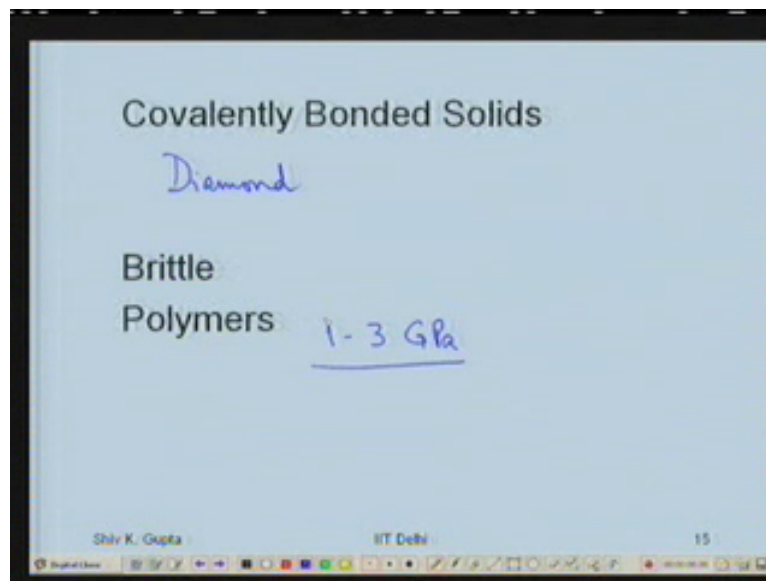 Covalently Bonded Solids
Diamond
Brittle
Polymers 1-3 GPa
Shiv K. Gupta IIT Delhi 15